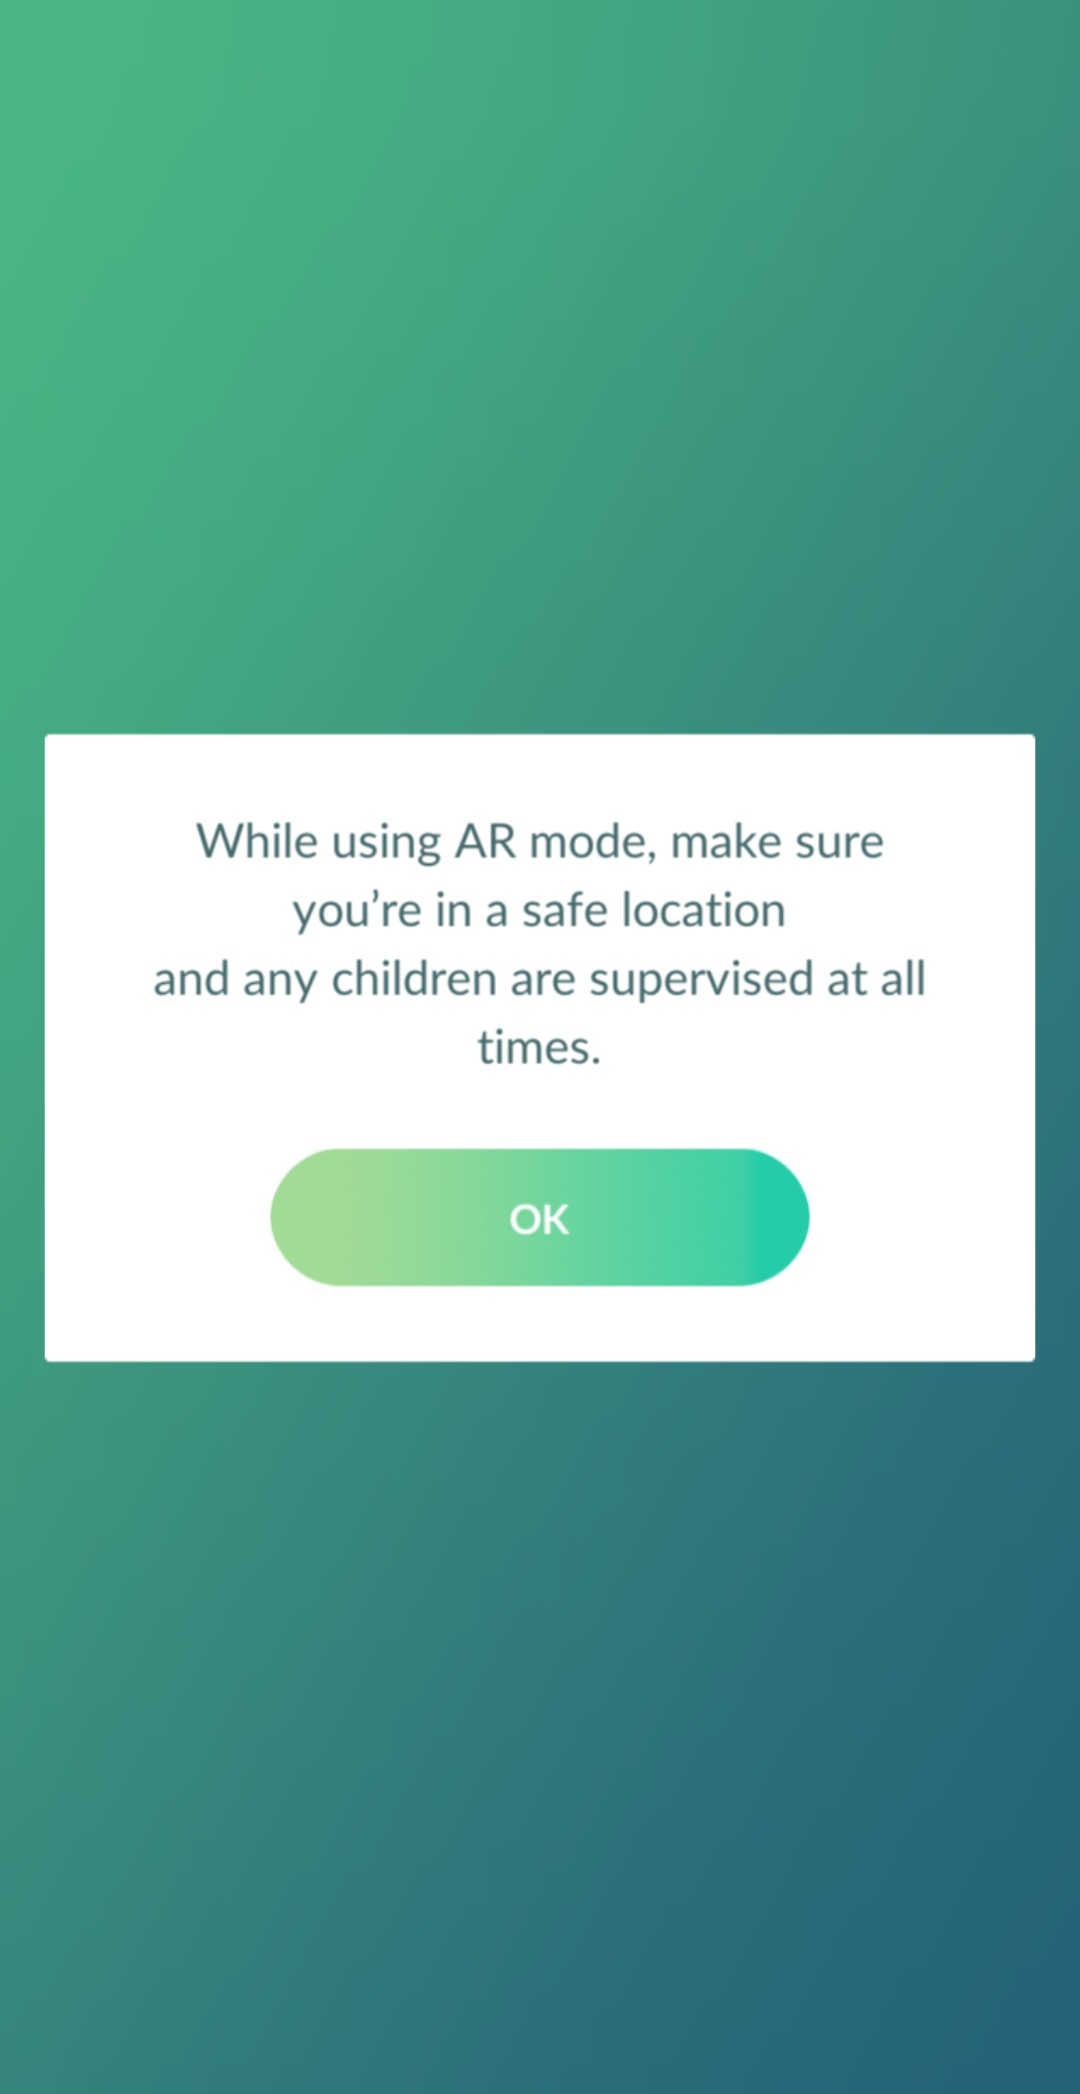 While using AR mode, make sure
you’re in a safe location
and any children are supervised at all
times.
OK